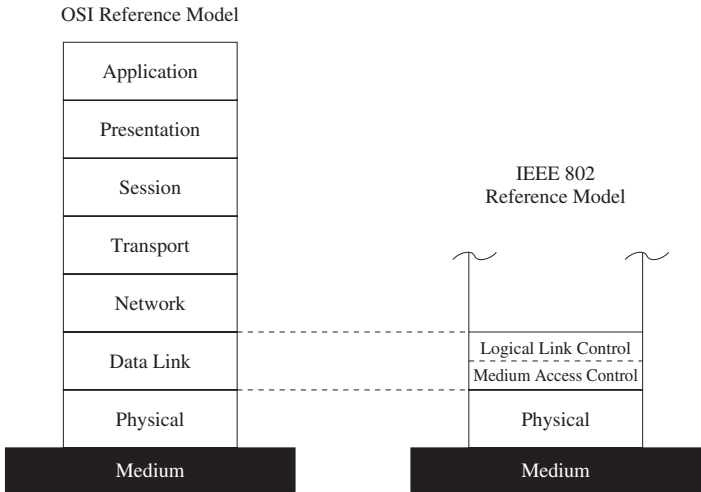 OSI Reference Model
Application
Presentation
Session
Transport
Network
Data Link
Physical
Medium
IEEE 802
Reference Model
Logical Link Control
Medium Access Control
Physical
Medium